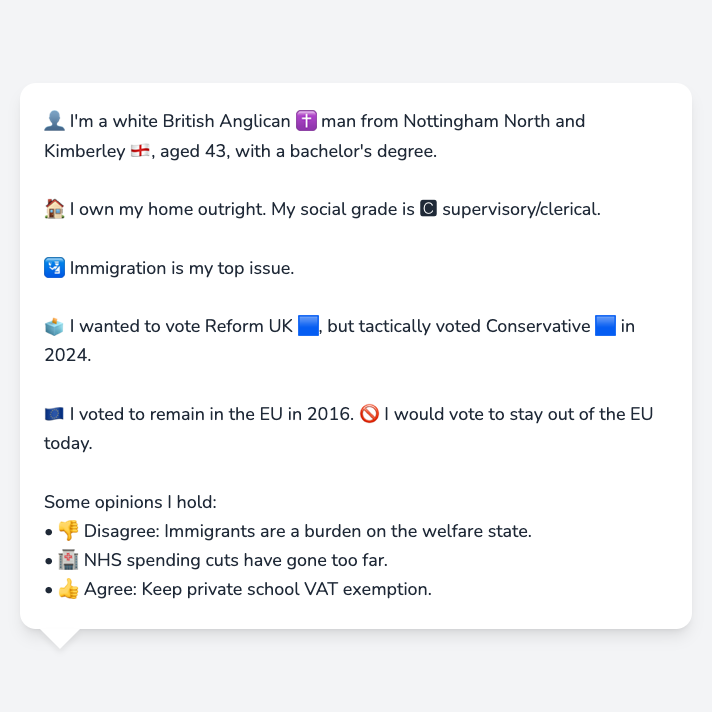 👤 I'm a white British Anglican ✝️ man from Nottingham North and
Kimberley 🏴󠁧󠁢󠁥󠁮󠁧󠁿, aged 43, with a bachelor's degree.
🏠 I own my home outright. My social grade is 🅲 supervisory/clerical.
🛂 Immigration is my top issue.
🗳️ I wanted to vote Reform UK 🟦, but tactically voted Conservative 🟦 in
2024.
🇪🇺 I voted to remain in the EU in 2016. 🚫 I would vote to stay out of the EU
today.
Some opinions I hold:
• 👎 Disagree: Immigrants are a burden on the welfare state.
• 🏥 NHS spending cuts have gone too far.
• 👍 Agree: Keep private school VAT exemption.